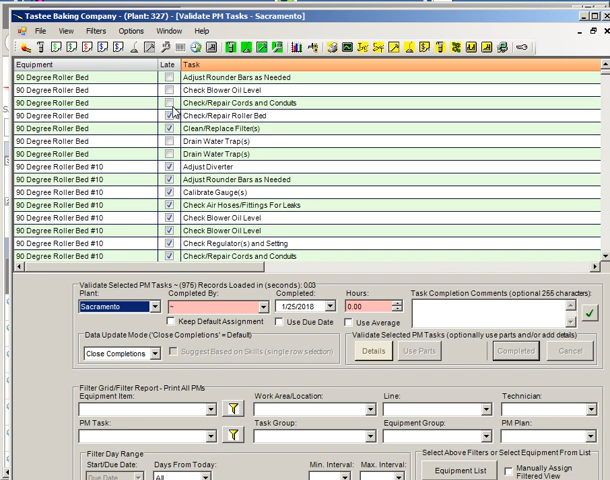 Tastee Baking Company - (Plant: 327) - [Validate PM Tasks - Sacramento]
File View Filters Options Window Help
Equipment Late Task
90 Degree Roller Bed Adjust Rounder Bars as Needed
90 Degree Roller Bed Check Blower Oil Level
90 Degree Roller Bed Check/Repair Cords and Conduits
90 Degree Roller Bed Check/Repair Roller Bed
90 Degree Roller Bed Clean/Replace Filter(s)
90 Degree Roller Bed Drain Water Trap(s)
90 Degree Roller Bed Drain Water Trap(s)
90 Degree Roller Bed #10 Adjust Diverter
90 Degree Roller Bed #10 Adjust Rounder Bars as Needed
90 Degree Roller Bed #10 Calibrate Gauge(s)
90 Degree Roller Bed #10 Check Air Hoses/Fittings For Leaks
90 Degree Roller Bed #10 Check Blower Oil Level
90 Degree Roller Bed #10 Check Blower Oil Level
90 Degree Roller Bed #10 Check Regulator(s) and Setting
90 Degree Roller Bed #10 Check/Repair Cords and Conduits
Validate Selected PM Tasks ~ (975) Records Loaded in (seconds): 0.03
Plant: Completed By: Completed: Hours: Task Completion Comments (optional 255 characters):
Sacramento ~ 1/25/2018 0.00
Keep Default Assignment Use Due Date Use Average
Data Update Mode ('Close Completions' = Default) Validate Selected PM Tasks (optionally use parts and/or add details)
Close Completions Suggest Based on Skills (single row selection) Details Use Parts Completed Cancel
Filter Grid/Filter Report - Print All PMs
Equipment Item: Work Area/Location: Line: Technician:
PM Task: Task Group: Equipment Group: PM Plan:
Filter Day Range Select Above Filters or Select Equipment From List
Start/Due Date: Days From Today: Min. Interval: Max. Interval:
Due Date All Equipment List Manually Assign
Filtered View